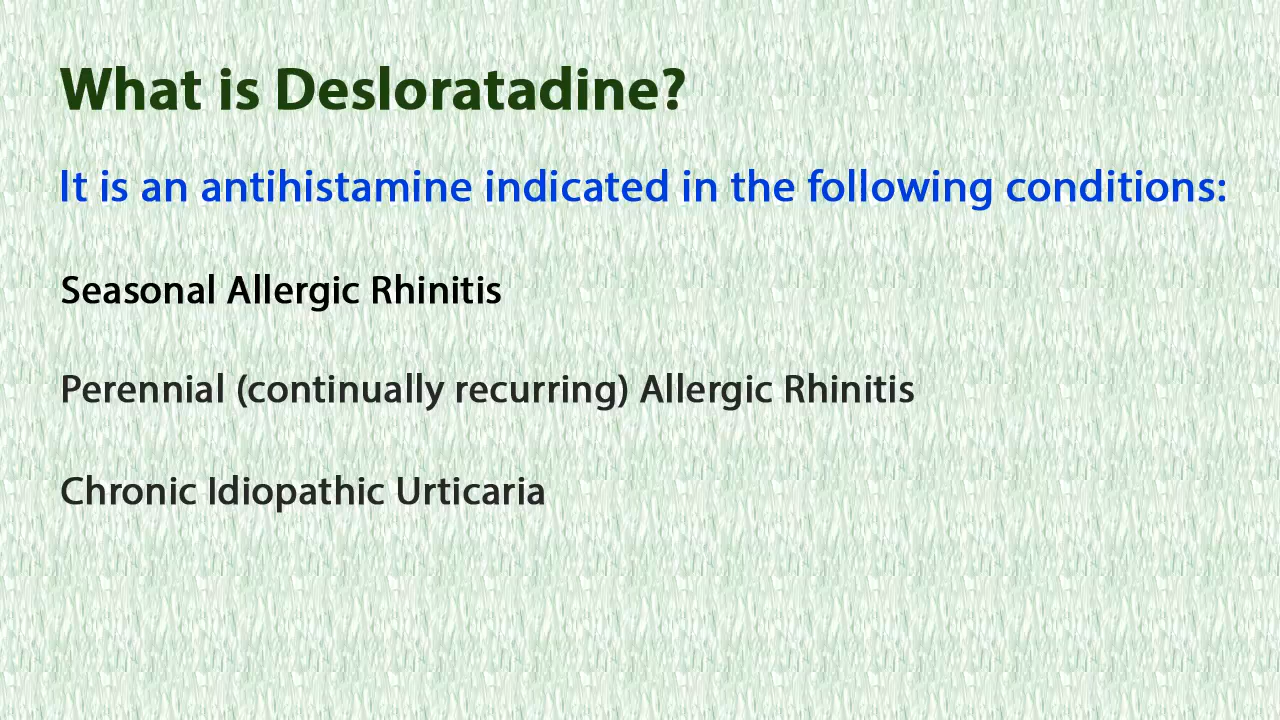 What is Desloratadine?
It is an antihistamine indicated in the following conditions:
Seasonal Allergic Rhinitis
Perennial (continually recurring) Allergic Rhinitis
Chronic Idiopathic Urticaria